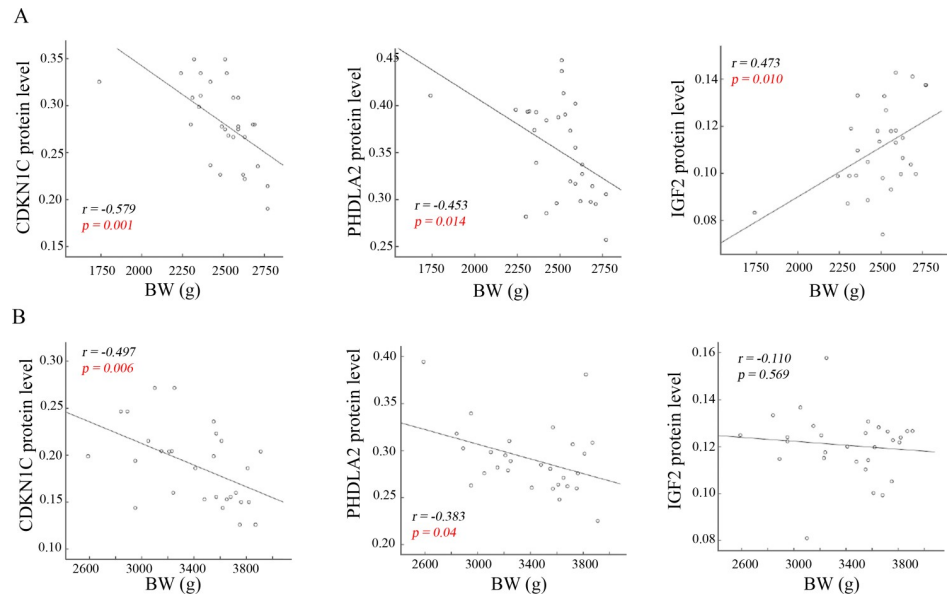 A
CDKN1C protein level
0.35
0.30
0.25
0.20
0.15
r = -0.579
p = 0.001
1750 2000 2250 2500 2750
BW (g)
PHDLA2 protein level
0.45
0.40
0.35
0.30
0.25
r = -0.453
p = 0.014
1750 2000 2250 2500 2750
BW (g)
IGF2 protein level
0.14
0.12
0.10
0.08
r = 0.473
p = 0.010
1750 2000 2250 2500 2750
BW (g)
B
CDKN1C protein level
0.30
0.25
0.20
0.15
0.10
r = -0.497
p = 0.006
2600 3000 3400 3800
BW (g)
PHDLA2 protein level
0.40
0.35
0.30
0.25
0.20
r = -0.383
p = 0.04
2600 3000 3400 3800
BW (g)
IGF2 protein level
0.16
0.14
0.12
0.10
0.08
r = -0.110
p = 0.569
2600 3000 3400 3800
BW (g)